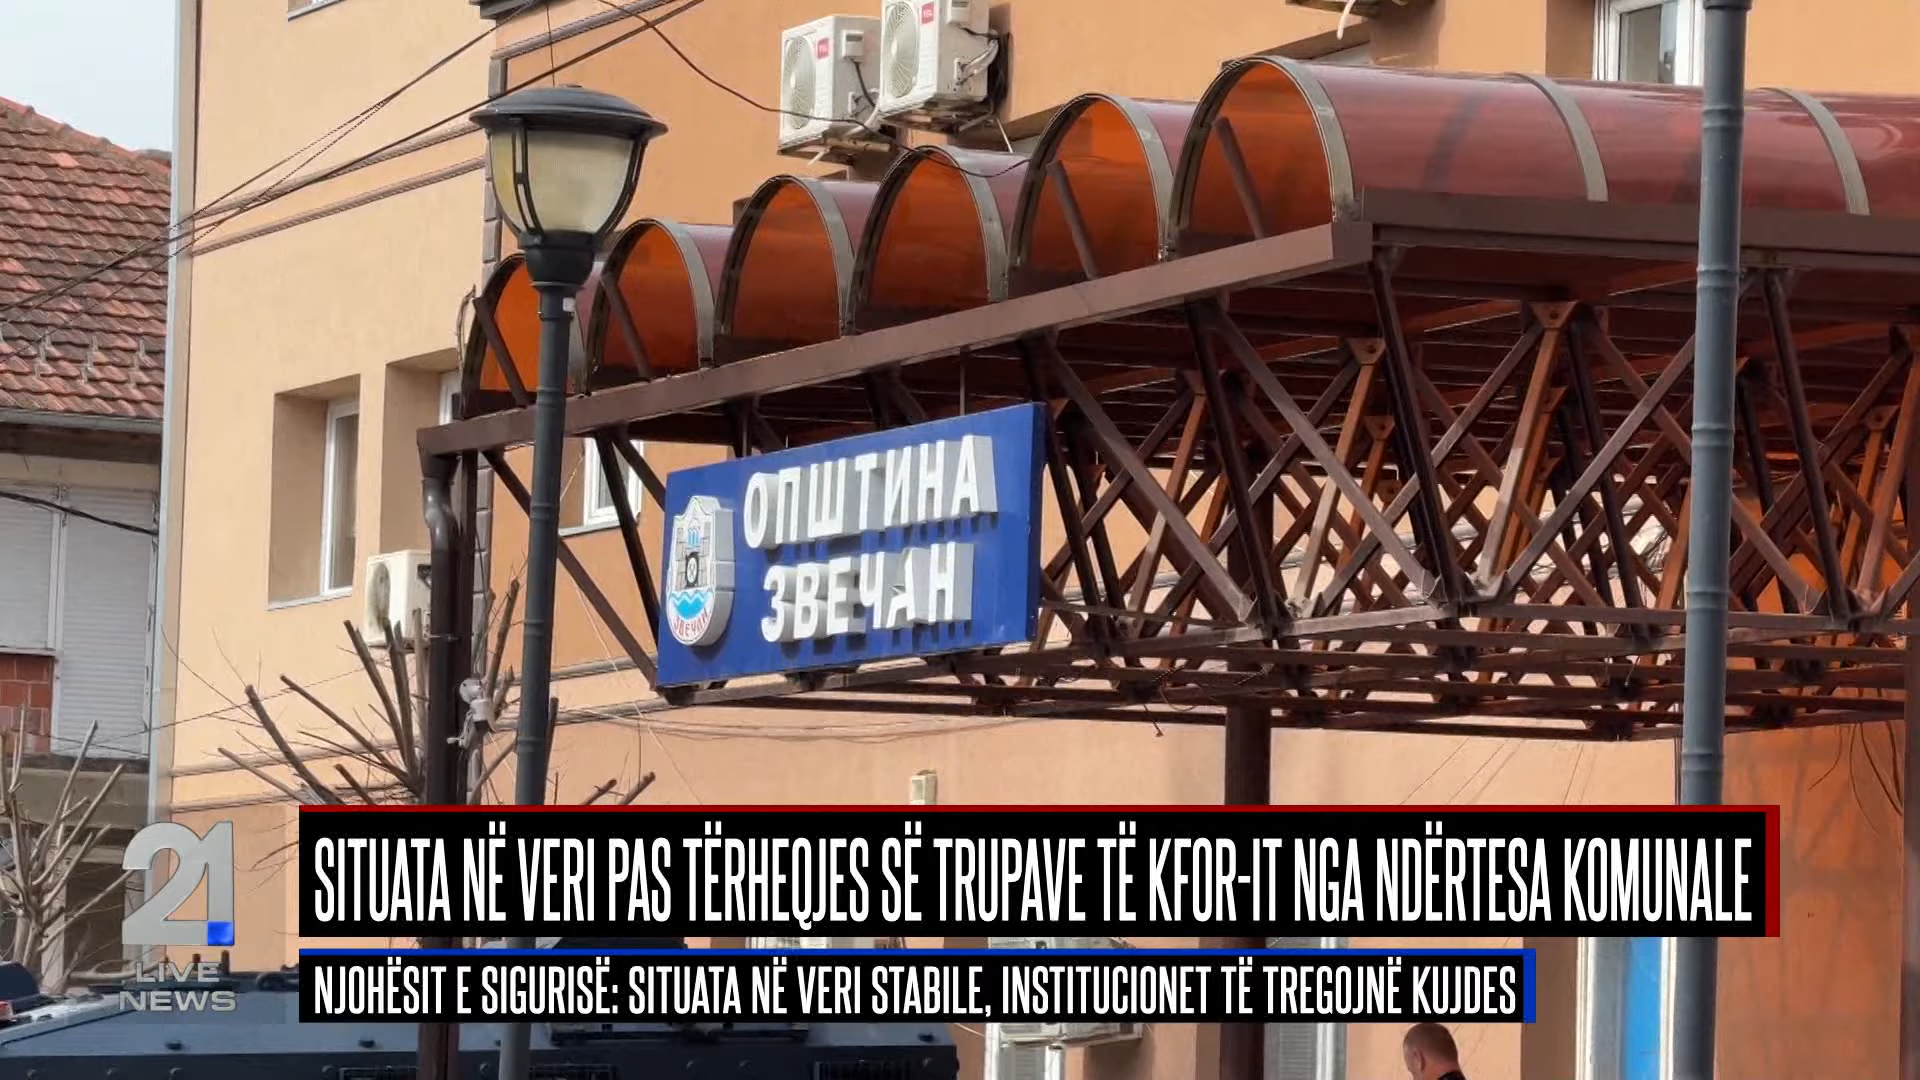 ОПШТИНА
ЗВЕЧАН
ЗВЕЧАН
21
LIVE
NEWS
SITUATA NË VERI PAS TËRHEQJES SË TRUPAVE TË KFOR-IT NGA NDËRTESA KOMUNALE
NJOHËSIT E SIGURISË: SITUATA NË VERI STABILE, INSTITUCIONET TË TREGOJNË KUJDES